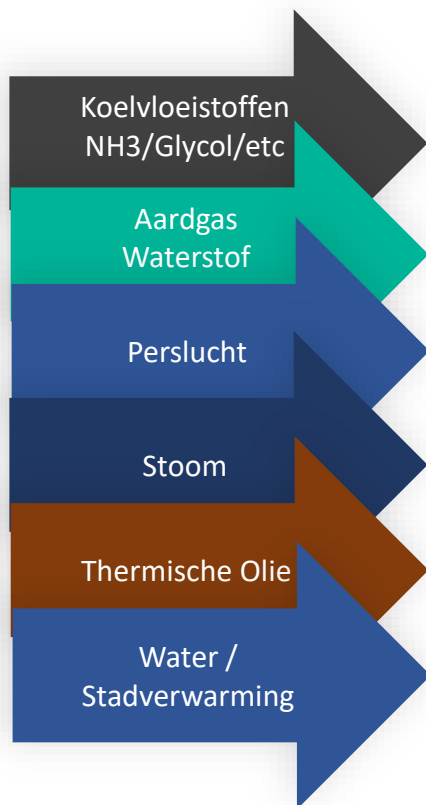 Koelvloeistoffen
NH3/Glycol/etc
Aardgas
Waterstof
Perslucht
Stoom
Thermische Olie
Water /
Stadverwarming